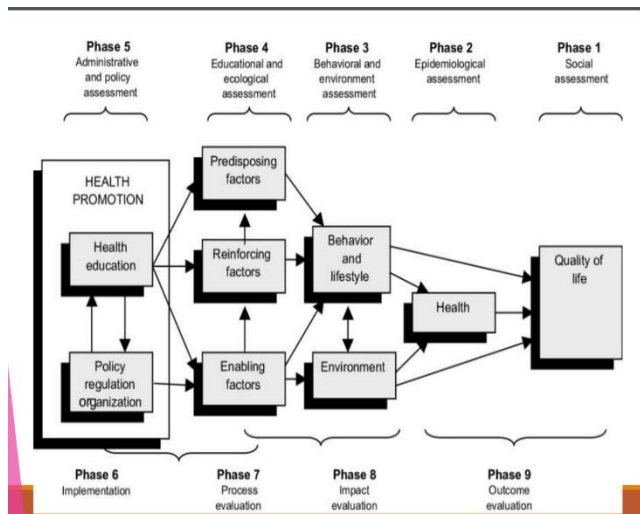 Phase 5
Administrative
and policy
assessment
Phase 4
Educational and
ecological
assessment
Phase 3
Behavioral and
environment
assessment
Phase 2
Epidemiological
assessment
Phase 1
Social
assessment
HEALTH
PROMOTION
Health
education
Policy
regulation
organization
Predisposing
factors
Reinforcing
factors
Enabling
factors
Behavior
and
lifestyle
Environment
Health
Quality of
life
Phase 6
Implementation
Phase 7
Process
evaluation
Phase 8
Impact
evaluation
Phase 9
Outcome
evaluation